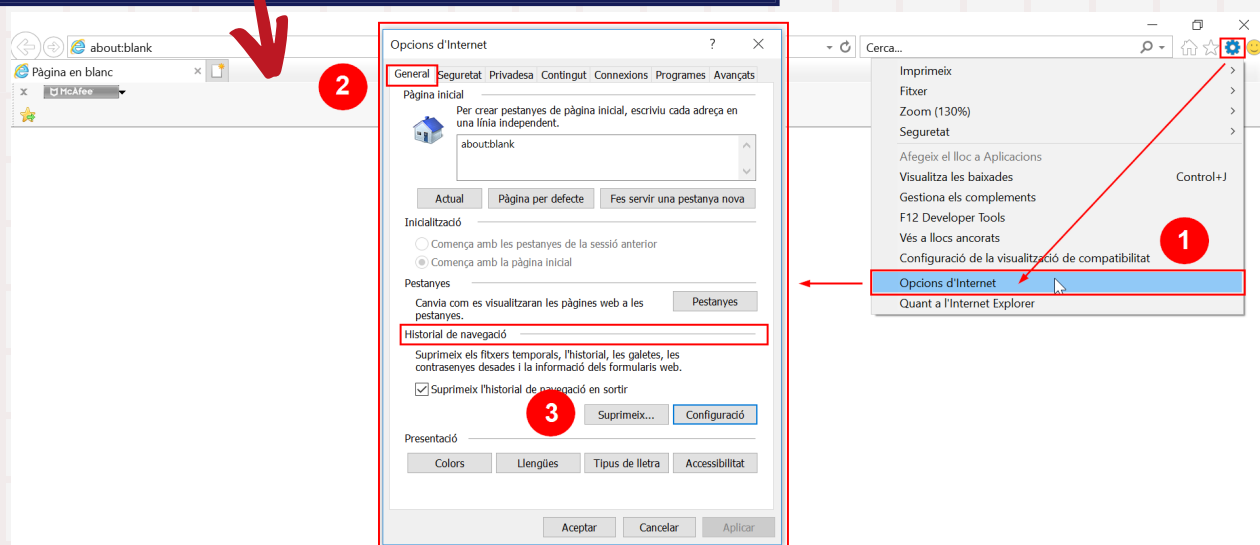 about:blank
Pàgina en blanc
x McAfee
2
Opcions d'Internet
General Seguretat Privadesa Contingut Connexions Programes Avançats
Pàgina inicial
Per crear pestanyes de pàgina inicial, escriviu cada adreça en
una línia independent.
about:blank
Actual Pàgina per defecte Fes servir una pestanya nova
Inicialització
Comença amb les pestanyes de la sessió anterior
Comença amb la pàgina inicial
Pestanyes
Canvia com es visualitzaran les pàgines web a les
pestanyes.
Pestanyes
Historial de navegació
Suprimeix els fitxers temporals, l'historial, les galetes, les
contrasenyes desades i la informació dels formularis web.
Suprimeix l'historial de navegació en sortir
3
Suprimeix... Configuració
Presentació
Colors Llengües Tipus de lletra Accessibilitat
Aceptar Cancelar Aplicar
Cerca...
Imprimeix
Fitxer
Zoom (130%)
Seguretat
Afegeix el lloc a Aplicacions
Visualitza les baixades Control+J
Gestiona els complements
F12 Developer Tools
Vés a llocs ancorats
1
Configuració de la visualització de compatibilitat
Opcions d'Internet
Quant a l'Internet Explorer